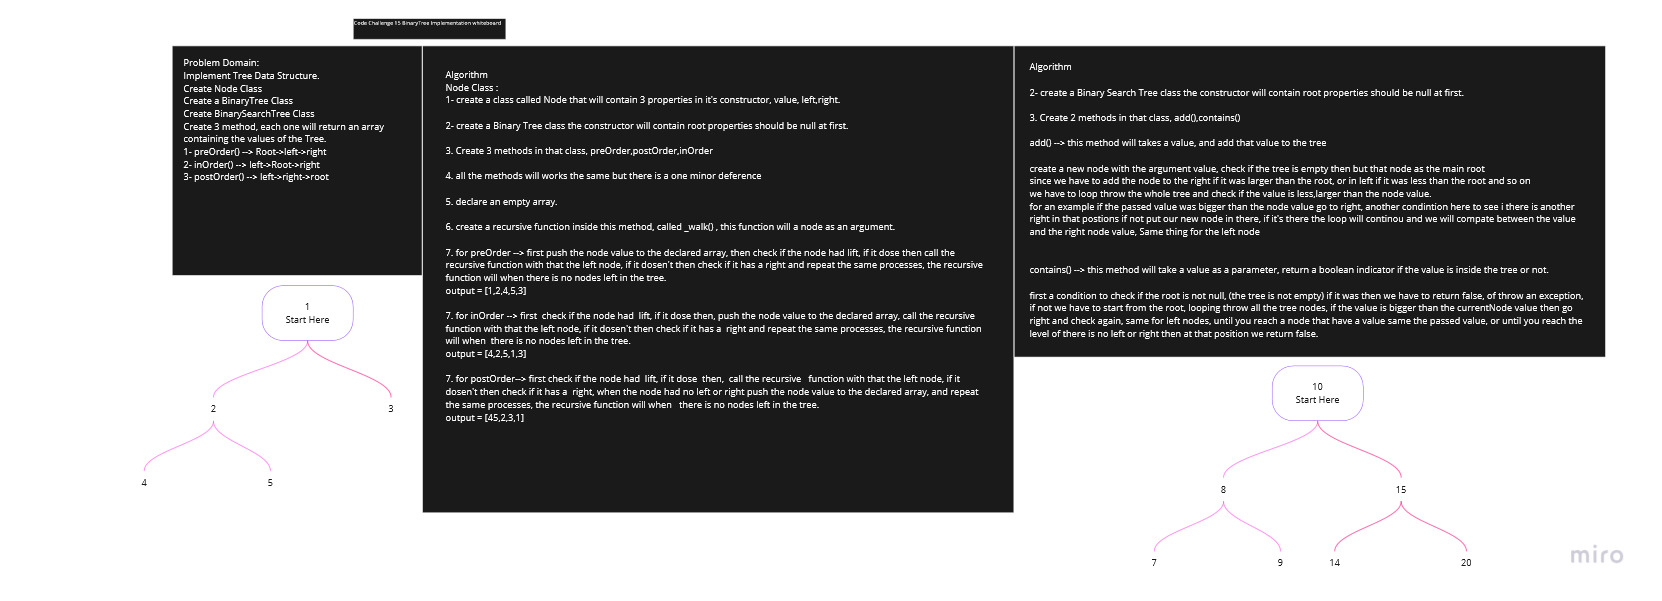 Code Challenge 15 BinaryTree Implementation whiteboard
Problem Domain:
Implement Tree Data Structure.
Create Node Class
Create a BinaryTree Class
Create BinarySearchTree Class
Create 3 method, each one will return an array
containing the values of the Tree.
1- preOrder() --> Root->left->right
2- inOrder() --> left->Root->right
3- postOrder() --> left->right->root
Algorithm
Node Class :
1- create a class called Node that will contain 3 properties in it's constructor, value, left,right.
2- create a Binary Tree class the constructor will contain root properties should be null at first.
3. Create 3 methods in that class, preOrder,postOrder,inOrder
4. all the methods will works the same but there is a one minor deference
5. declare an empty array.
6. create a recursive function inside this method, called _walk() , this function will a node as an argument.
7. for preOrder --> first push the node value to the declared array, then check if the node had lift, if it dose then call the
recursive function with that the left node, if it dosen't then check if it has a right and repeat the same processes, the recursive
function will when there is no nodes left in the tree.
output = [1,2,4,5,3]
7. for inOrder --> first check if the node had lift, if it dose then, push the node value to the declared array, call the recursive
function with that the left node, if it dosen't then check if it has a right and repeat the same processes, the recursive function
will when there is no nodes left in the tree.
output = [4,2,5,1,3]
7. for postOrder--> first check if the node had lift, if it dose then, call the recursive function with that the left node, if it
dosen't then check if it has a right, when the node had no left or right push the node value to the declared array, and repeat
the same processes, the recursive function will when there is no nodes left in the tree.
output = [45,2,3,1]
Algorithm
2- create a Binary Search Tree class the constructor will contain root properties should be null at first.
3. Create 2 methods in that class, add(),contains()
add() --> this method will takes a value, and add that value to the tree
create a new node with the argument value, check if the tree is empty then but that node as the main root
since we have to add the node to the right if it was larger than the root, or in left if it was less than the root and so on
we have to loop throw the whole tree and check if the value is less,larger than the node value.
for an example if the passed value was bigger than the node value go to right, another condintion here to see i there is another
right in that postions if not put our new node in there, if it's there the loop will continou and we will compate between the value
and the right node value, Same thing for the left node
contains() --> this method will take a value as a parameter, return a boolean indicator if the value is inside the tree or not.
first a condition to check if the root is not null, (the tree is not empty) if it was then we have to return false, of throw an exception,
if not we have to start from the root, looping throw all the tree nodes, if the value is bigger than the currentNode value then go
right and check again, same for left nodes, until you reach a node that have a value same the passed value, or until you reach the
level of there is no left or right then at that position we return false.
1
Start Here
2
3
4
5
10
Start Here
8
15
7
9
14
20
miro